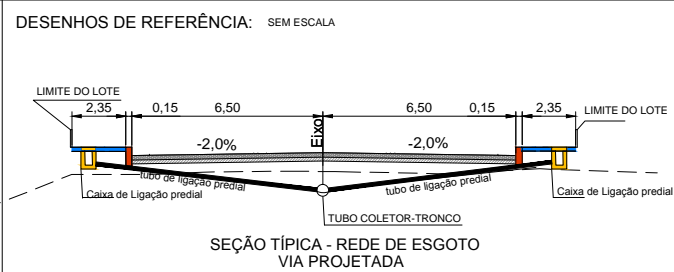 DESENHOS DE REFERÊNCIA: SEM ESCALA
LIMITE DO LOTE
2,35 0,15 6,50 6,50 0,15 2,35
LIMITE DO LOTE
Eixo
-2,0% -2,0%
tubo de ligação predial tubo de ligação predial
Caixa de Ligação predial Caixa de Ligação predial
TUBO COLETOR-TRONCO
SEÇÃO TÍPICA - REDE DE ESGOTO
VIA PROJETADA